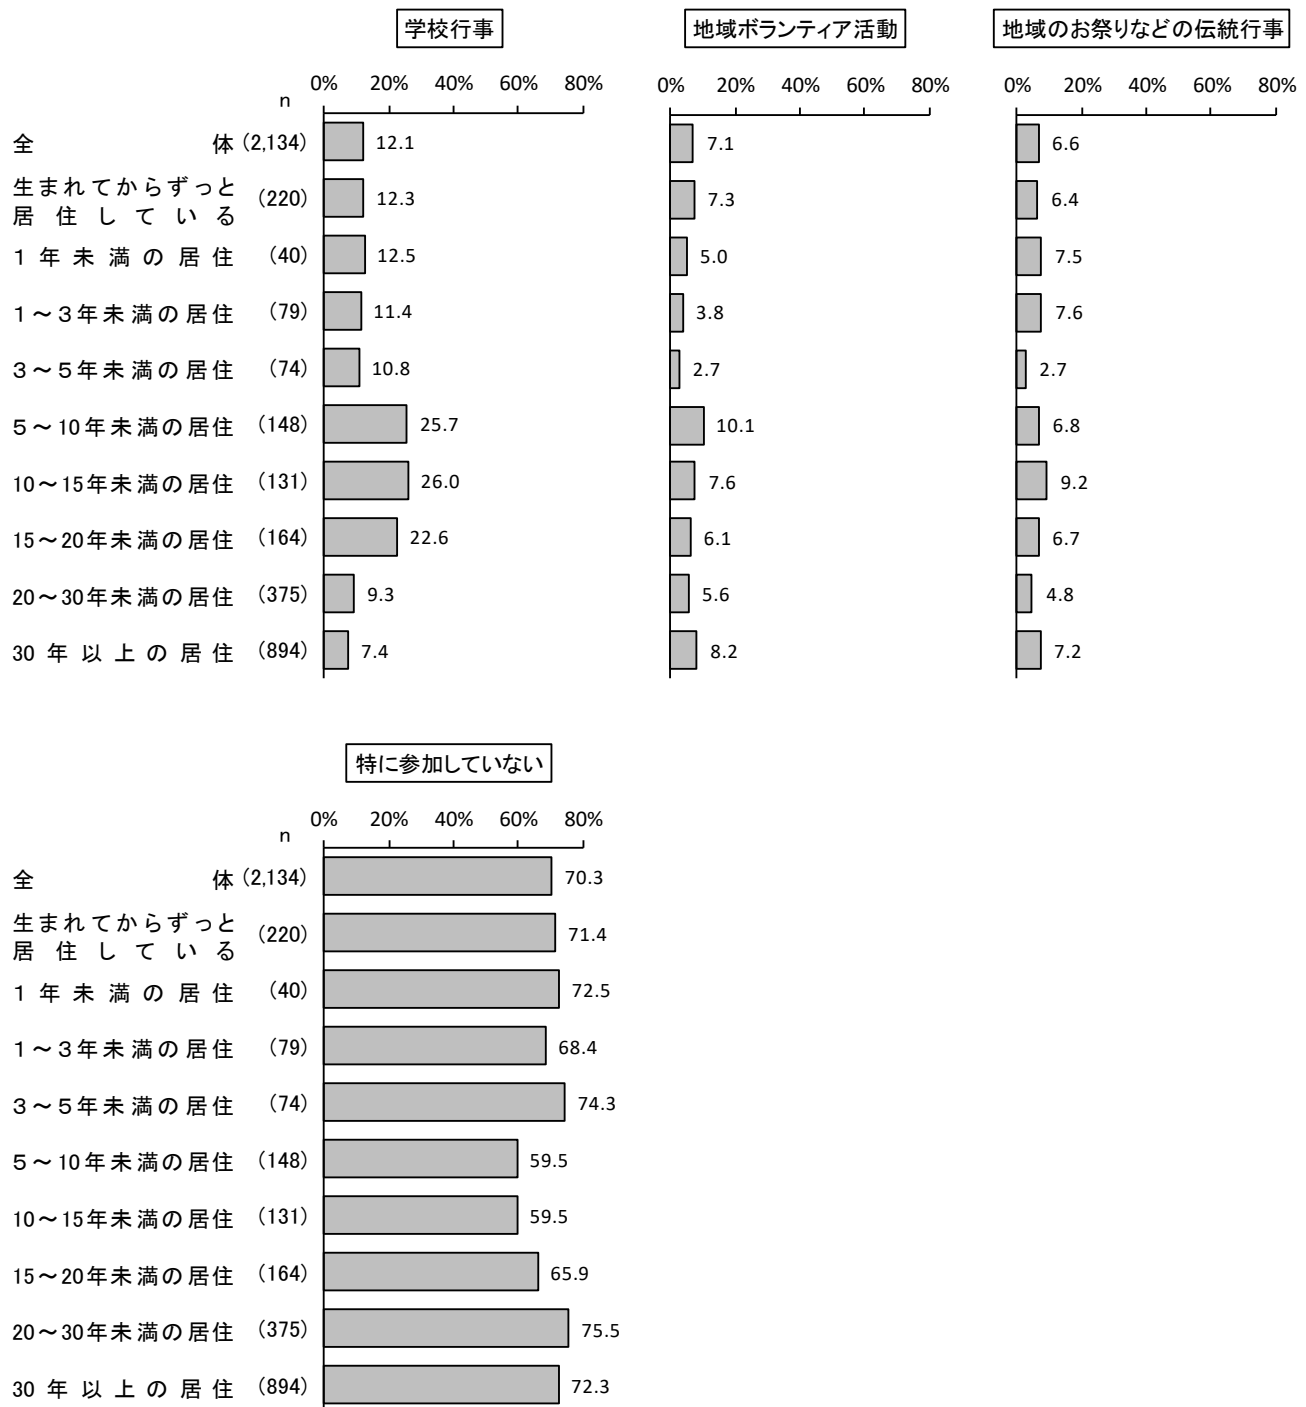 学校行事 地域ボランティア活動 地域のお祭りなどの伝統行事
0% 20% 40% 60% 80% 0% 20% 40% 60% 80% 0% 20% 40% 60% 80%
n
全体 (2,134) 12.1 7.1 6.6
生まれてからずっと
居住している (220) 12.3 7.3 6.4
1年未満の居住 (40) 12.5 5.0 7.5
1～3年未満の居住 (79) 11.4 3.8 7.6
3～5年未満の居住 (74) 10.8 2.7 2.7
5～10年未満の居住 (148) 25.7 10.1 6.8
10～15年未満の居住 (131) 26.0 7.6 9.2
15～20年未満の居住 (164) 22.6 6.1 6.7
20～30年未満の居住 (375) 9.3 5.6 4.8
30年以上の居住 (894) 7.4 8.2 7.2
特に参加していない
0% 20% 40% 60% 80%
n
全体 (2,134) 70.3
生まれてからずっと
居住している (220) 71.4
1年未満の居住 (40) 72.5
1～3年未満の居住 (79) 68.4
3～5年未満の居住 (74) 74.3
5～10年未満の居住 (148) 59.5
10～15年未満の居住 (131) 59.5
15～20年未満の居住 (164) 65.9
20～30年未満の居住 (375) 75.5
30年以上の居住 (894) 72.3